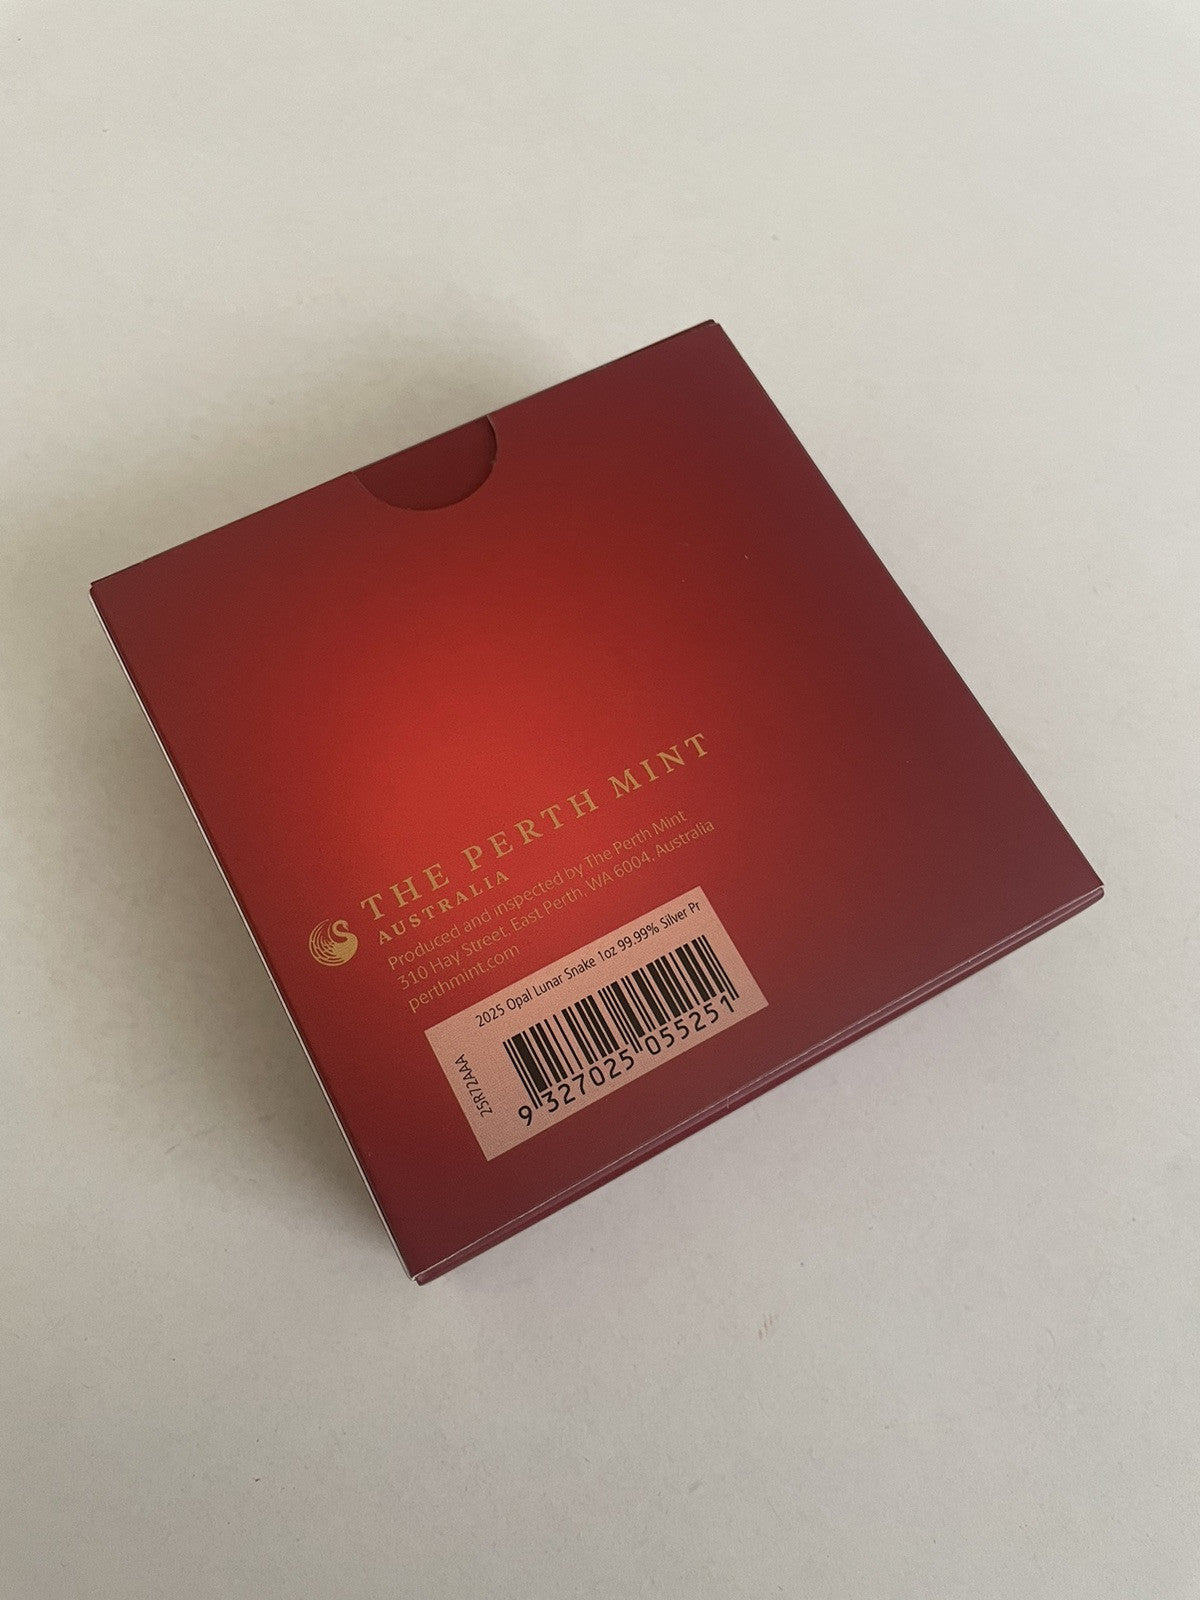 THE PERTH MINT
AUSTRALIA
Produced and inspected by The Perth Mint
310 Hay Street, East Perth, WA 6004, Australia
perthmint.com
2025 Opal Lunar Snake 1oz 99.99% Silver Pr
25R72AAA
9 327025 055251